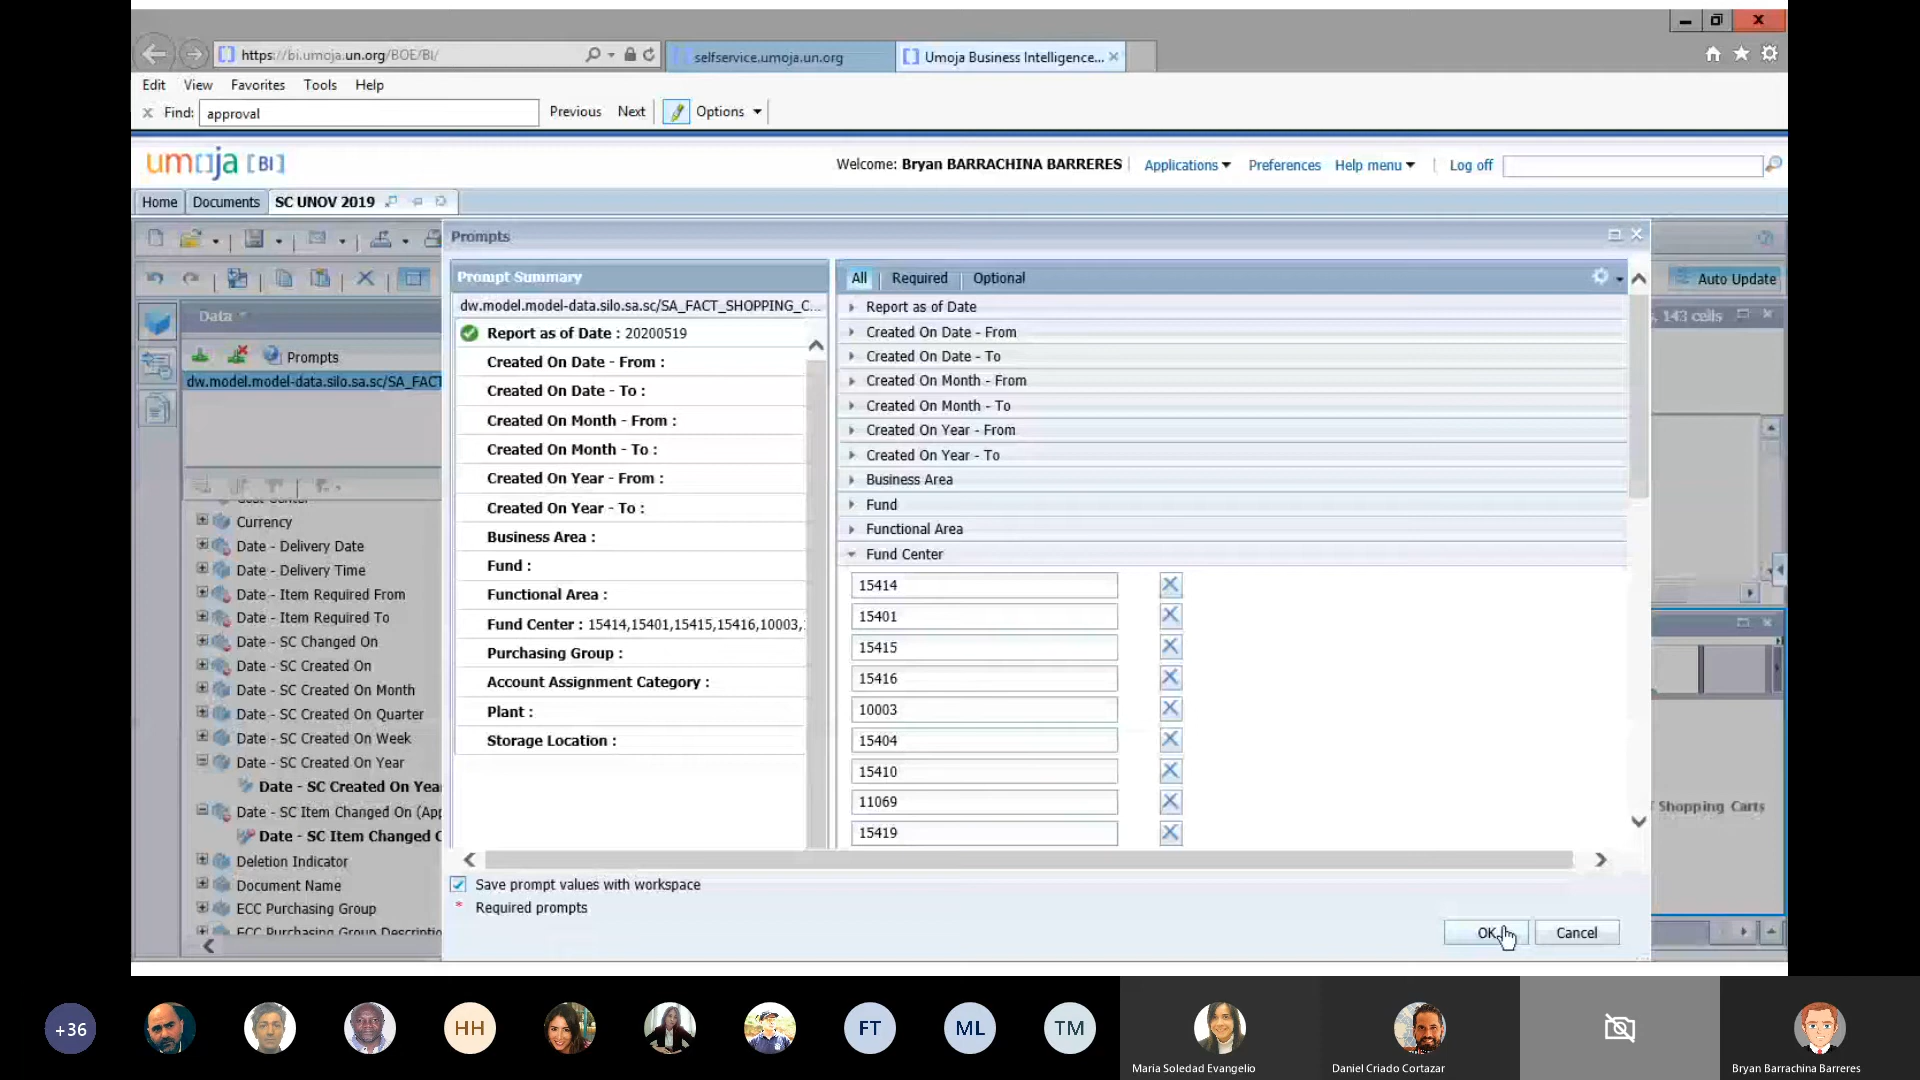 https://bi.umoja.un.org/BOE/BI/
selfservice.umoja.un.org
Umoja Business Intelligence...
Edit View Favorites Tools Help
Find: approval Previous Next Options
umoja [BI]
Welcome: Bryan BARRACHINA BARRERES Applications Preferences Help menu Log off
Home Documents SC UNOV 2019
Auto Update
Data
Prompts
dw.model.model-data.silo.sa.sc/SA_FACT
Currency
Date - Delivery Date
Date - Delivery Time
Date - Item Required From
Date - Item Required To
Date - SC Changed On
Date - SC Created On
Date - SC Created On Month
Date - SC Created On Quarter
Date - SC Created On Week
Date - SC Created On Year
Date - SC Created On Yea
Date - SC Item Changed On (App
Date - SC Item Changed C
Deletion Indicator
Document Name
ECC Purchasing Group
ECC Purchasing Group Descriptio
Prompts
Prompt Summary
dw.model.model-data.silo.sa.sc/SA_FACT_SHOPPING_C...
Report as of Date : 20200519
Created On Date - From :
Created On Date - To :
Created On Month - From :
Created On Month - To :
Created On Year - From :
Created On Year - To :
Business Area :
Fund :
Functional Area :
Fund Center : 15414,15401,15415,15416,10003,
Purchasing Group :
Account Assignment Category :
Plant :
Storage Location :
All Required Optional
Report as of Date
Created On Date - From
Created On Date - To
Created On Month - From
Created On Month - To
Created On Year - From
Created On Year - To
Business Area
Fund
Functional Area
Fund Center
15414
15401
15415
15416
10003
15404
15410
11069
15419
Save prompt values with workspace
* Required prompts
OK Cancel
, 143 cells
Shopping Carts
+36
HH
FT
ML
TM
Maria Soledad Evangelio
Daniel Criado Cortazar
Bryan Barrachina Barreres